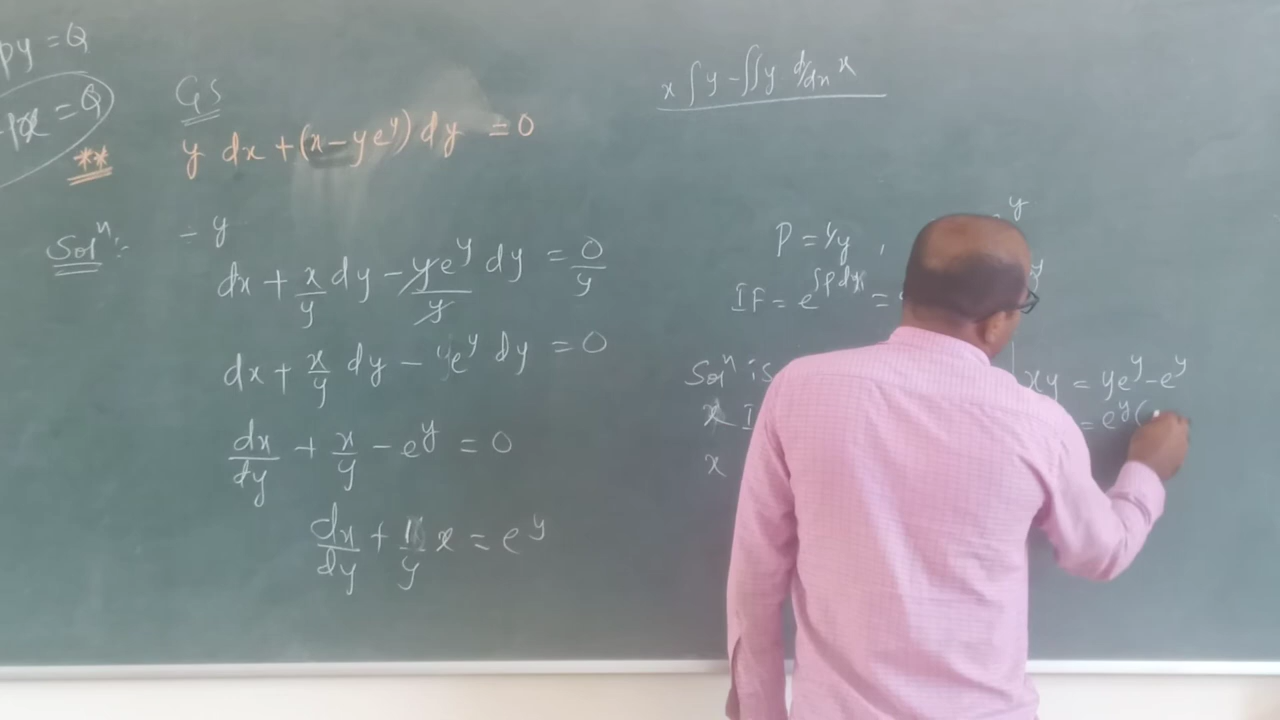 py = Q
px = Q
GS
** y dx + (x - ye^y) dy = 0
Sol^n :
÷ y
dx + x/y dy - ye^y/y dy = 0/y
dx + x/y dy - e^y dy = 0
dx/dy + x/y - e^y = 0
dx/dy + 1/y x = e^y
x ∫ y - ∫∫ y d/dx x
P = 1/y , y
IF = e^∫P dy =
Sol^n is
x I
x
xy = ye^y - e^y
= e^y (